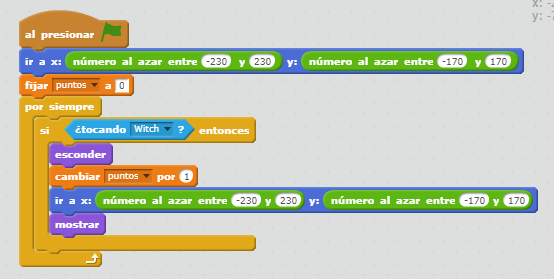 x: -2
y: -7
al presionar
ir a x: número al azar entre -230 y 230 y: número al azar entre -170 y 170
fijar puntos a 0
por siempre
si ¿tocando Witch ? entonces
esconder
cambiar puntos por 1
ir a x: número al azar entre -230 y 230 y: número al azar entre -170 y 170
mostrar